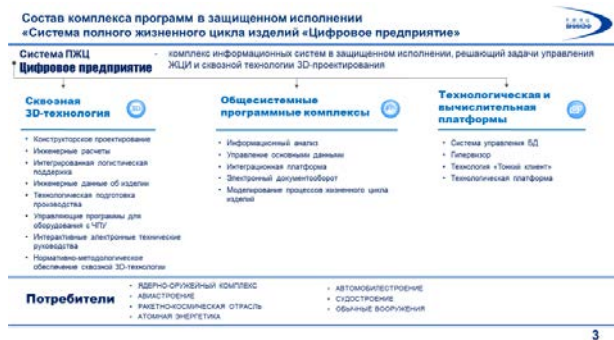 Состав комплекса программ в защищенном исполнении
«Система полного жизненного цикла изделий «Цифровое предприятие»
РФЯЦ
ВНИИЭФ
Система ПЖЦ
Цифровое предприятие
- комплекс информационных систем в защищенном исполнении, решающий задачи управления
ЖЦИ и сквозной технологии 3D-проектирования
Сквозная
3D-технология
• Конструкторское проектирование
• Инженерные расчеты
• Интегрированная логистическая
поддержка
• Инженерные данные об изделии
• Технологическая подготовка
производства
• Управляющие программы для
оборудования с ЧПУ
• Интерактивные электронные технические
руководства
• Нормативно-методологическое
обеспечение сквозной 3D-технологии
Общесистемные
программные комплексы
• Информационный анализ
• Управление основными данными
• Интеграционная платформа
• Электронный документооборот
• Моделирование процессов жизненного цикла
изделий
Технологическая и
вычислительная
платформы
• Система управления БД
• Гипервизор
• Технология «Тонкий клиент»
• Технологическая платформа
Потребители
• ЯДЕРНО-ОРУЖЕЙНЫЙ КОМПЛЕКС
• АВИАСТРОЕНИЕ
• РАКЕТНО-КОСМИЧЕСКАЯ ОТРАСЛЬ
• АТОМНАЯ ЭНЕРГЕТИКА
• АВТОМОБИЛЕСТРОЕНИЕ
• СУДОСТРОЕНИЕ
• ОБЫЧНЫЕ ВООРУЖЕНИЯ
3